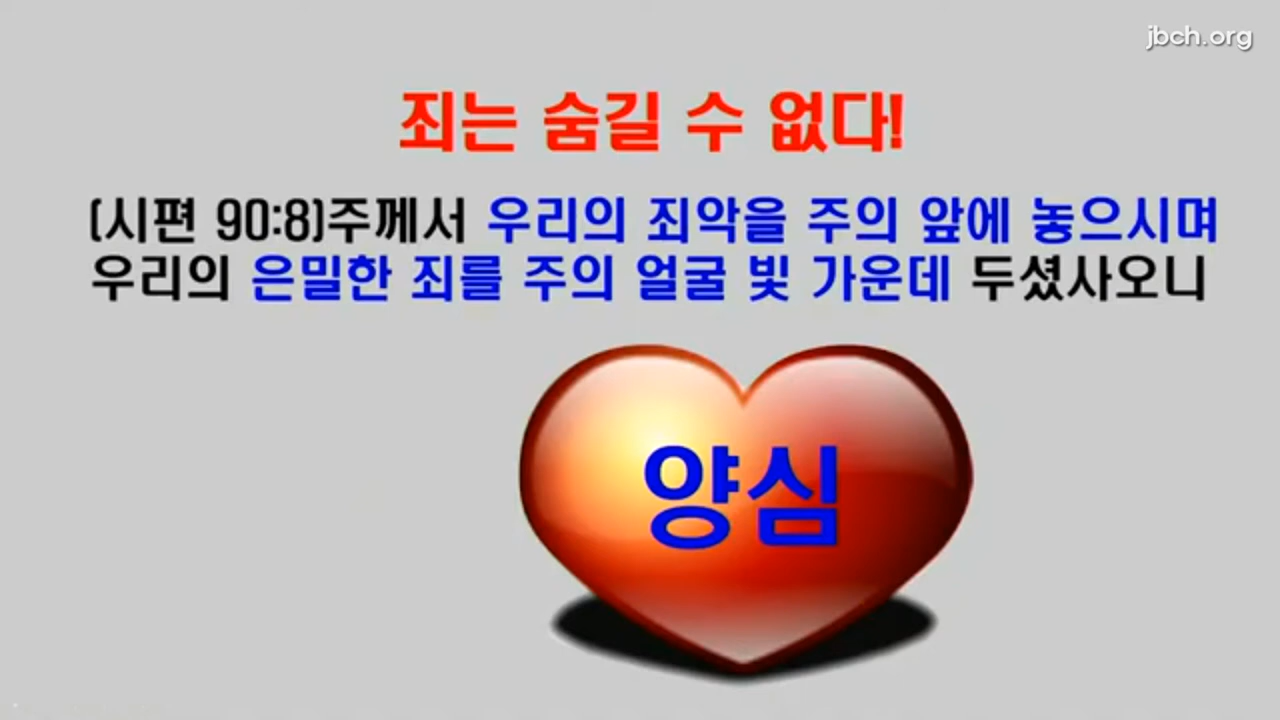 jbch.org
죄는 숨길 수 없다!
(시편 90:8)주께서 우리의 죄악을 주의 앞에 놓으시며
우리의 은밀한 죄를 주의 얼굴 빛 가운데 두셨사오니
양심